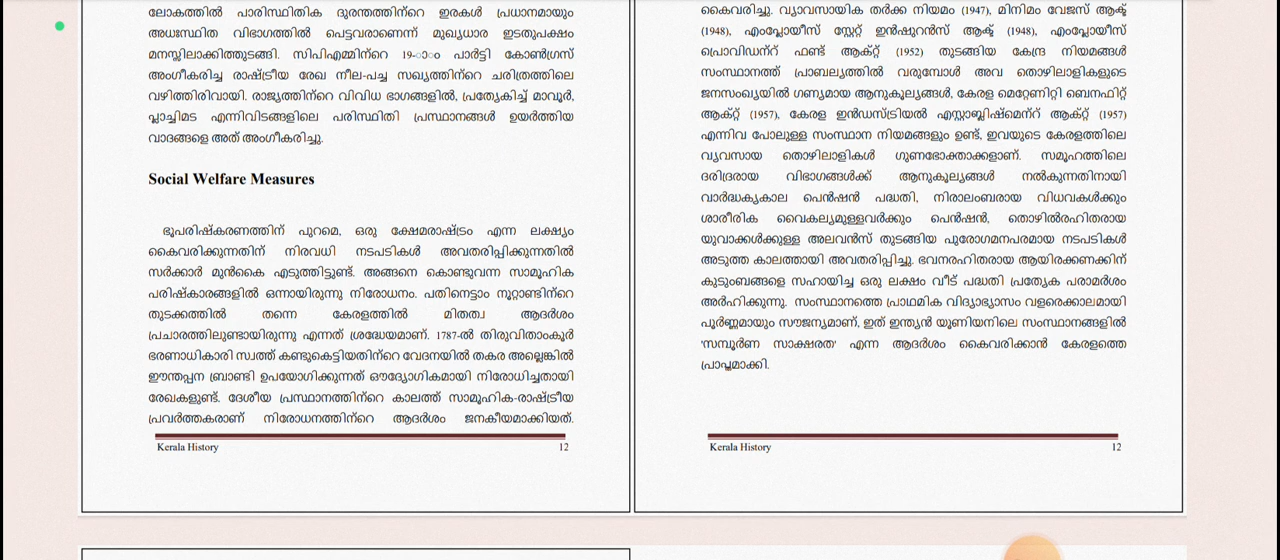 ലോകത്തിൽ പാരിസ്ഥിതിക ദുരന്തത്തിന്റെ ഇരകൾ പ്രധാനമായും
അധഃസ്ഥിത വിഭാഗത്തിൽ പെട്ടവരാണെന്ന് മുഖ്യധാര ഇടതുപക്ഷം
മനസ്സിലാക്കിത്തുടങ്ങി. സിപിഎമ്മിന്റെ 19-ാം പാർട്ടി കോൺഗ്രസ്
അംഗീകരിച്ച രാഷ്ട്രീയ രേഖ നീല-പച്ച സഖ്യത്തിന്റെ ചരിത്രത്തിലെ
വഴിത്തിരിവായി. രാജ്യത്തിന്റെ വിവിധ ഭാഗങ്ങളിൽ, പ്രത്യേകിച്ച് മാവൂർ,
പ്ലാച്ചിമട എന്നിവിടങ്ങളിലെ പരിസ്ഥിതി പ്രസ്ഥാനങ്ങൾ ഉയർത്തിയ
വാദങ്ങളെ അത് അംഗീകരിച്ചു.
Social Welfare Measures
ഭൂപരിഷ്കരണത്തിന് പുറമെ, ഒരു ക്ഷേമരാഷ്ട്രം എന്ന ലക്ഷ്യം
കൈവരിക്കുന്നതിന് നിരവധി നടപടികൾ അവതരിപ്പിക്കുന്നതിൽ
സർക്കാർ മുൻകൈ എടുത്തിട്ടുണ്ട്. അങ്ങനെ കൊണ്ടുവന്ന സാമൂഹിക
പരിഷ്കാരങ്ങളിൽ ഒന്നായിരുന്നു നിരോധനം. പതിനെട്ടാം നൂറ്റാണ്ടിന്റെ
തുടക്കത്തിൽ തന്നെ കേരളത്തിൽ മിതത്വ ആദർശം
പ്രചാരത്തിലുണ്ടായിരുന്നു എന്നത് ശ്രദ്ധേയമാണ്. 1787-ൽ തിരുവിതാംകൂർ
ഭരണാധികാരി സ്വത്ത് കണ്ടുകെട്ടിയതിന്റെ വേദനയിൽ തകര അല്ലെങ്കിൽ
ഈന്തപ്പന ബ്രാണ്ടി ഉപയോഗിക്കുന്നത് ഔദ്യോഗികമായി നിരോധിച്ചതായി
രേഖകളുണ്ട്. ദേശീയ പ്രസ്ഥാനത്തിന്റെ കാലത്ത് സാമൂഹിക-രാഷ്ട്രീയ
പ്രവർത്തകരാണ് നിരോധനത്തിന്റെ ആദർശം ജനകീയമാക്കിയത്.
Kerala History 12
കൈവരിച്ചു. വ്യാവസായിക തർക്ക നിയമം (1947), മിനിമം വേജസ് ആക്ട്
(1948), എംപ്ലോയീസ് സ്റ്റേറ്റ് ഇൻഷുറൻസ് ആക്ട് (1948), എംപ്ലോയീസ്
പ്രൊവിഡന്റ് ഫണ്ട് ആക്റ്റ് (1952) തുടങ്ങിയ കേന്ദ്ര നിയമങ്ങൾ
സംസ്ഥാനത്ത് പ്രാബല്യത്തിൽ വരുമ്പോൾ അവ തൊഴിലാളികളുടെ
ജനസംഖ്യയിൽ ഗണ്യമായ ആനുകൂല്യങ്ങൾ, കേരള മെറ്റേണിറ്റി ബെനഫിറ്റ്
ആക്റ്റ് (1957), കേരള ഇൻഡസ്ട്രിയൽ എസ്റ്റാബ്ലിഷ്മെന്റ് ആക്റ്റ് (1957)
എന്നിവ പോലുള്ള സംസ്ഥാന നിയമങ്ങളും ഉണ്ട്, ഇവയുടെ കേരളത്തിലെ
വ്യവസായ തൊഴിലാളികൾ ഗുണഭോക്താക്കളാണ്. സമൂഹത്തിലെ
ദരിദ്രരായ വിഭാഗങ്ങൾക്ക് ആനുകൂല്യങ്ങൾ നൽകുന്നതിനായി
വാർദ്ധക്യകാല പെൻഷൻ പദ്ധതി, നിരാലംബരായ വിധവകൾക്കും
ശാരീരിക വൈകല്യമുള്ളവർക്കും പെൻഷൻ, തൊഴിൽരഹിതരായ
യുവാക്കൾക്കുള്ള അലവൻസ് തുടങ്ങിയ പുരോഗമനപരമായ നടപടികൾ
അടുത്ത കാലത്തായി അവതരിപ്പിച്ചു. ഭവനരഹിതരായ ആയിരക്കണക്കിന്
കുടുംബങ്ങളെ സഹായിച്ച ഒരു ലക്ഷം വീട് പദ്ധതി പ്രത്യേക പരാമർശം
അർഹിക്കുന്നു. സംസ്ഥാനത്തെ പ്രാഥമിക വിദ്യാഭ്യാസം വളരെക്കാലമായി
പൂർണ്ണമായും സൗജന്യമാണ്, ഇത് ഇന്ത്യൻ യൂണിയനിലെ സംസ്ഥാനങ്ങളിൽ
'സമ്പൂർണ സാക്ഷരത' എന്ന ആദർശം കൈവരിക്കാൻ കേരളത്തെ
പ്രാപ്തമാക്കി.
Kerala History 12